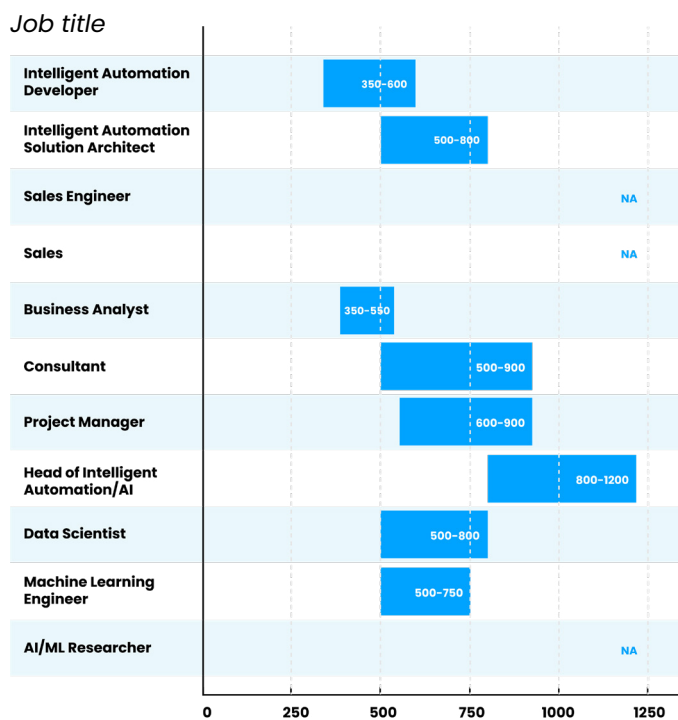 Job title
Intelligent Automation
Developer
350-600
Intelligent Automation
Solution Architect
500-800
Sales Engineer
NA
Sales
NA
Business Analyst
350-550
Consultant
500-900
Project Manager
600-900
Head of Intelligent
Automation/AI
800-1200
Data Scientist
500-800
Machine Learning
Engineer
500-750
AI/ML Researcher
NA
0 250 500 750 1000 1250